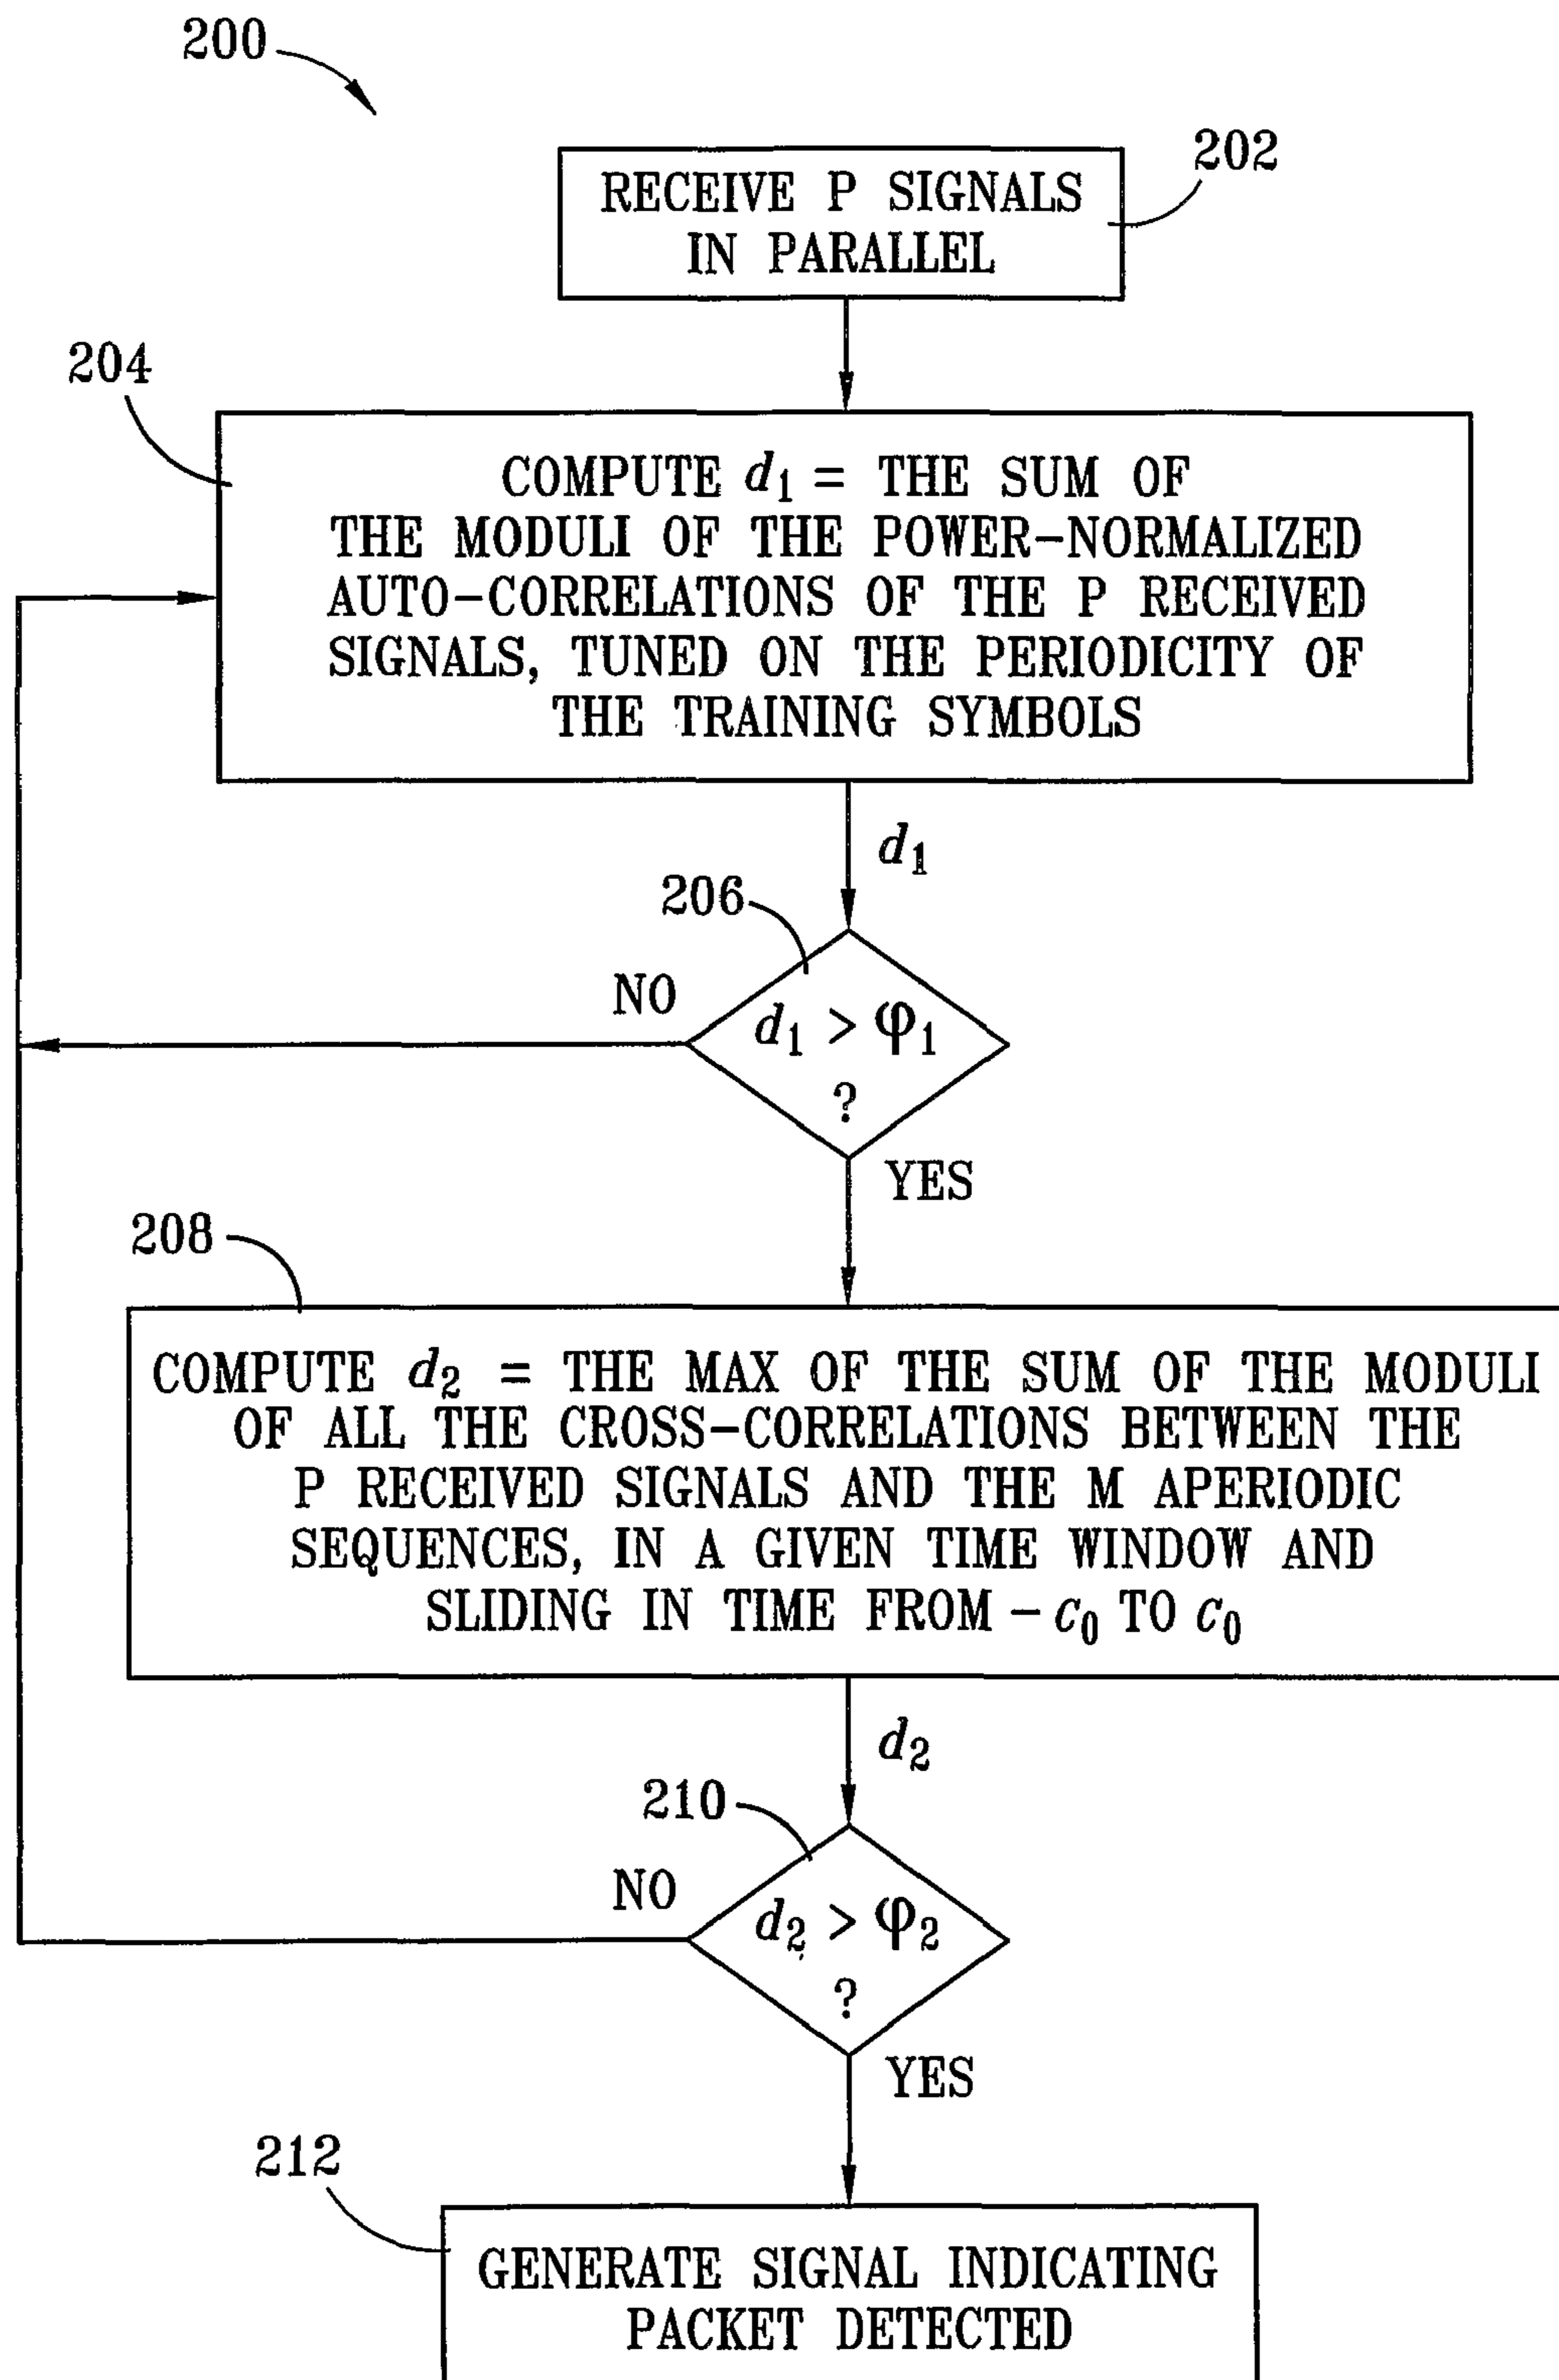 200
202
RECEIVE P SIGNALS
IN PARALLEL
204
COMPUTE d1 = THE SUM OF
THE MODULI OF THE POWER-NORMALIZED
AUTO-CORRELATIONS OF THE P RECEIVED
SIGNALS, TUNED ON THE PERIODICITY OF
THE TRAINING SYMBOLS
d1
206
NO
d1 > φ1
?
YES
208
COMPUTE d2 = THE MAX OF THE SUM OF THE MODULI
OF ALL THE CROSS-CORRELATIONS BETWEEN THE
P RECEIVED SIGNALS AND THE M APERIODIC
SEQUENCES, IN A GIVEN TIME WINDOW AND
SLIDING IN TIME FROM -c0 TO c0
d2
210
NO
d2 > φ2
?
YES
212
GENERATE SIGNAL INDICATING
PACKET DETECTED